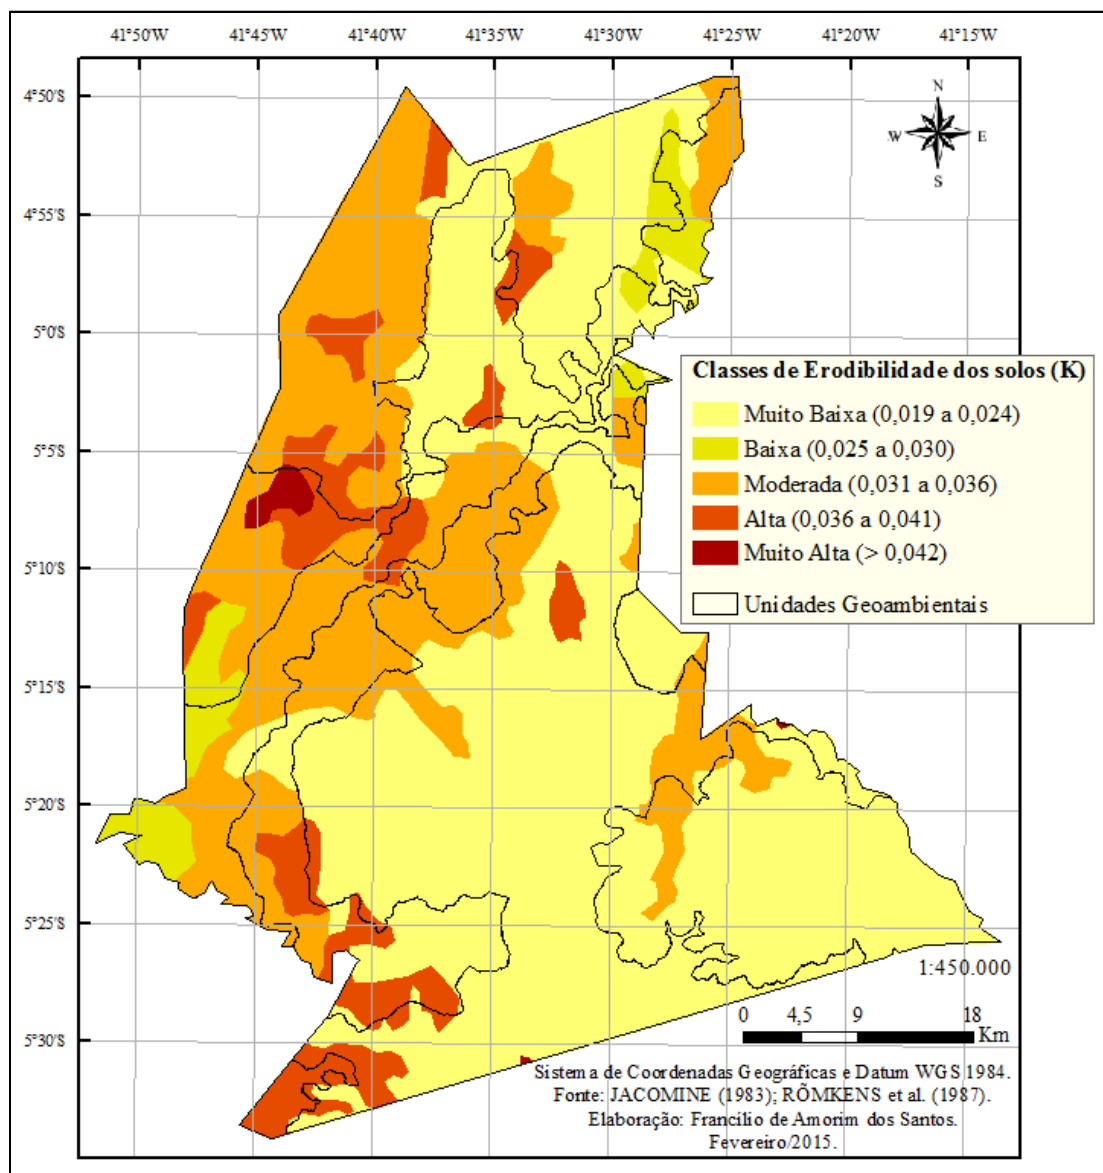 41°50'W 41°45'W 41°40'W 41°35'W 41°30'W 41°25'W 41°20'W 41°15'W
4°50'S
N
W E
S
4°55'S
5°0'S
Classes de Erodibilidade dos solos (K)
Muito Baixa (0,019 a 0,024)
Baixa (0,025 a 0,030)
Moderada (0,031 a 0,036)
Alta (0,036 a 0,041)
Muito Alta (> 0,042)
Unidades Geoambientais
5°5'S
5°10'S
5°15'S
5°20'S
5°25'S
1:450.000
0 4,5 9 18
Km
5°30'S
Sistema de Coordenadas Geográficas e Datum WGS 1984.
Fonte: JACOMINE (1983); RÕMKENS et al. (1987).
Elaboração: Francílio de Amorim dos Santos.
Fevereiro/2015.